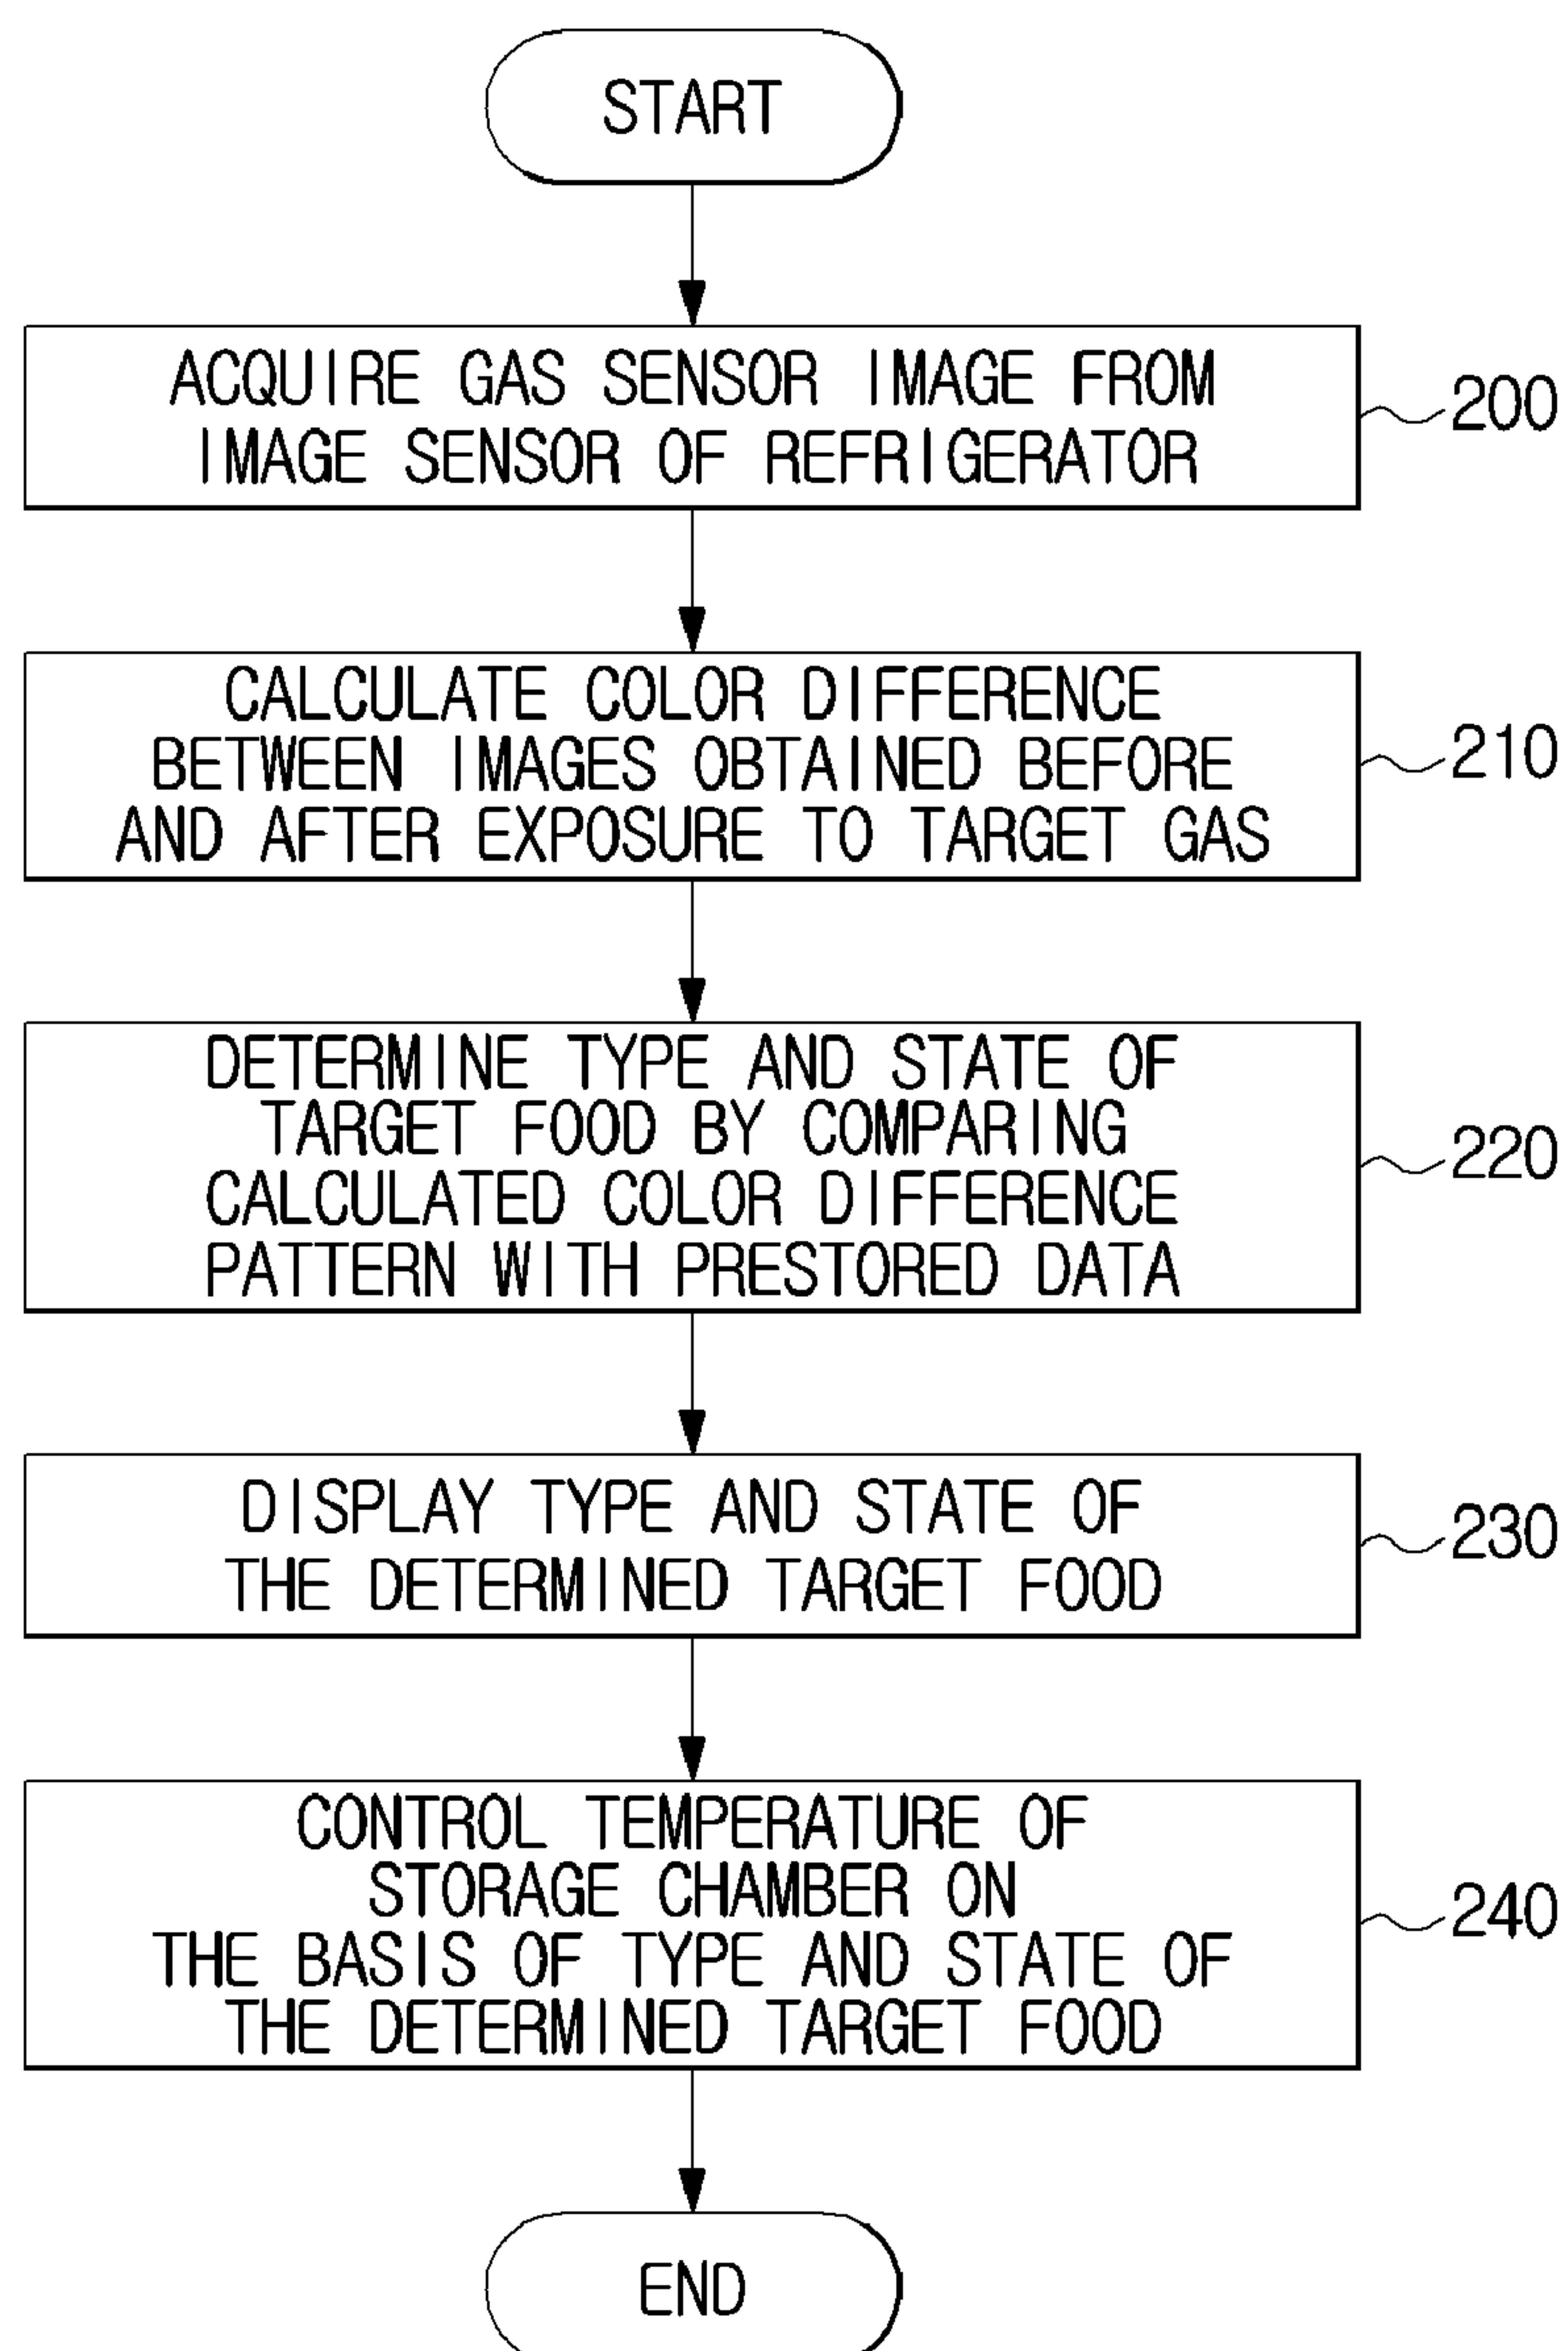 START
ACQUIRE GAS SENSOR IMAGE FROM
IMAGE SENSOR OF REFRIGERATOR
200
CALCULATE COLOR DIFFERENCE
BETWEEN IMAGES OBTAINED BEFORE
AND AFTER EXPOSURE TO TARGET GAS
210
DETERMINE TYPE AND STATE OF
TARGET FOOD BY COMPARING
CALCULATED COLOR DIFFERENCE
PATTERN WITH PRESTORED DATA
220
DISPLAY TYPE AND STATE OF
THE DETERMINED TARGET FOOD
230
CONTROL TEMPERATURE OF
STORAGE CHAMBER ON
THE BASIS OF TYPE AND STATE OF
THE DETERMINED TARGET FOOD
240
END